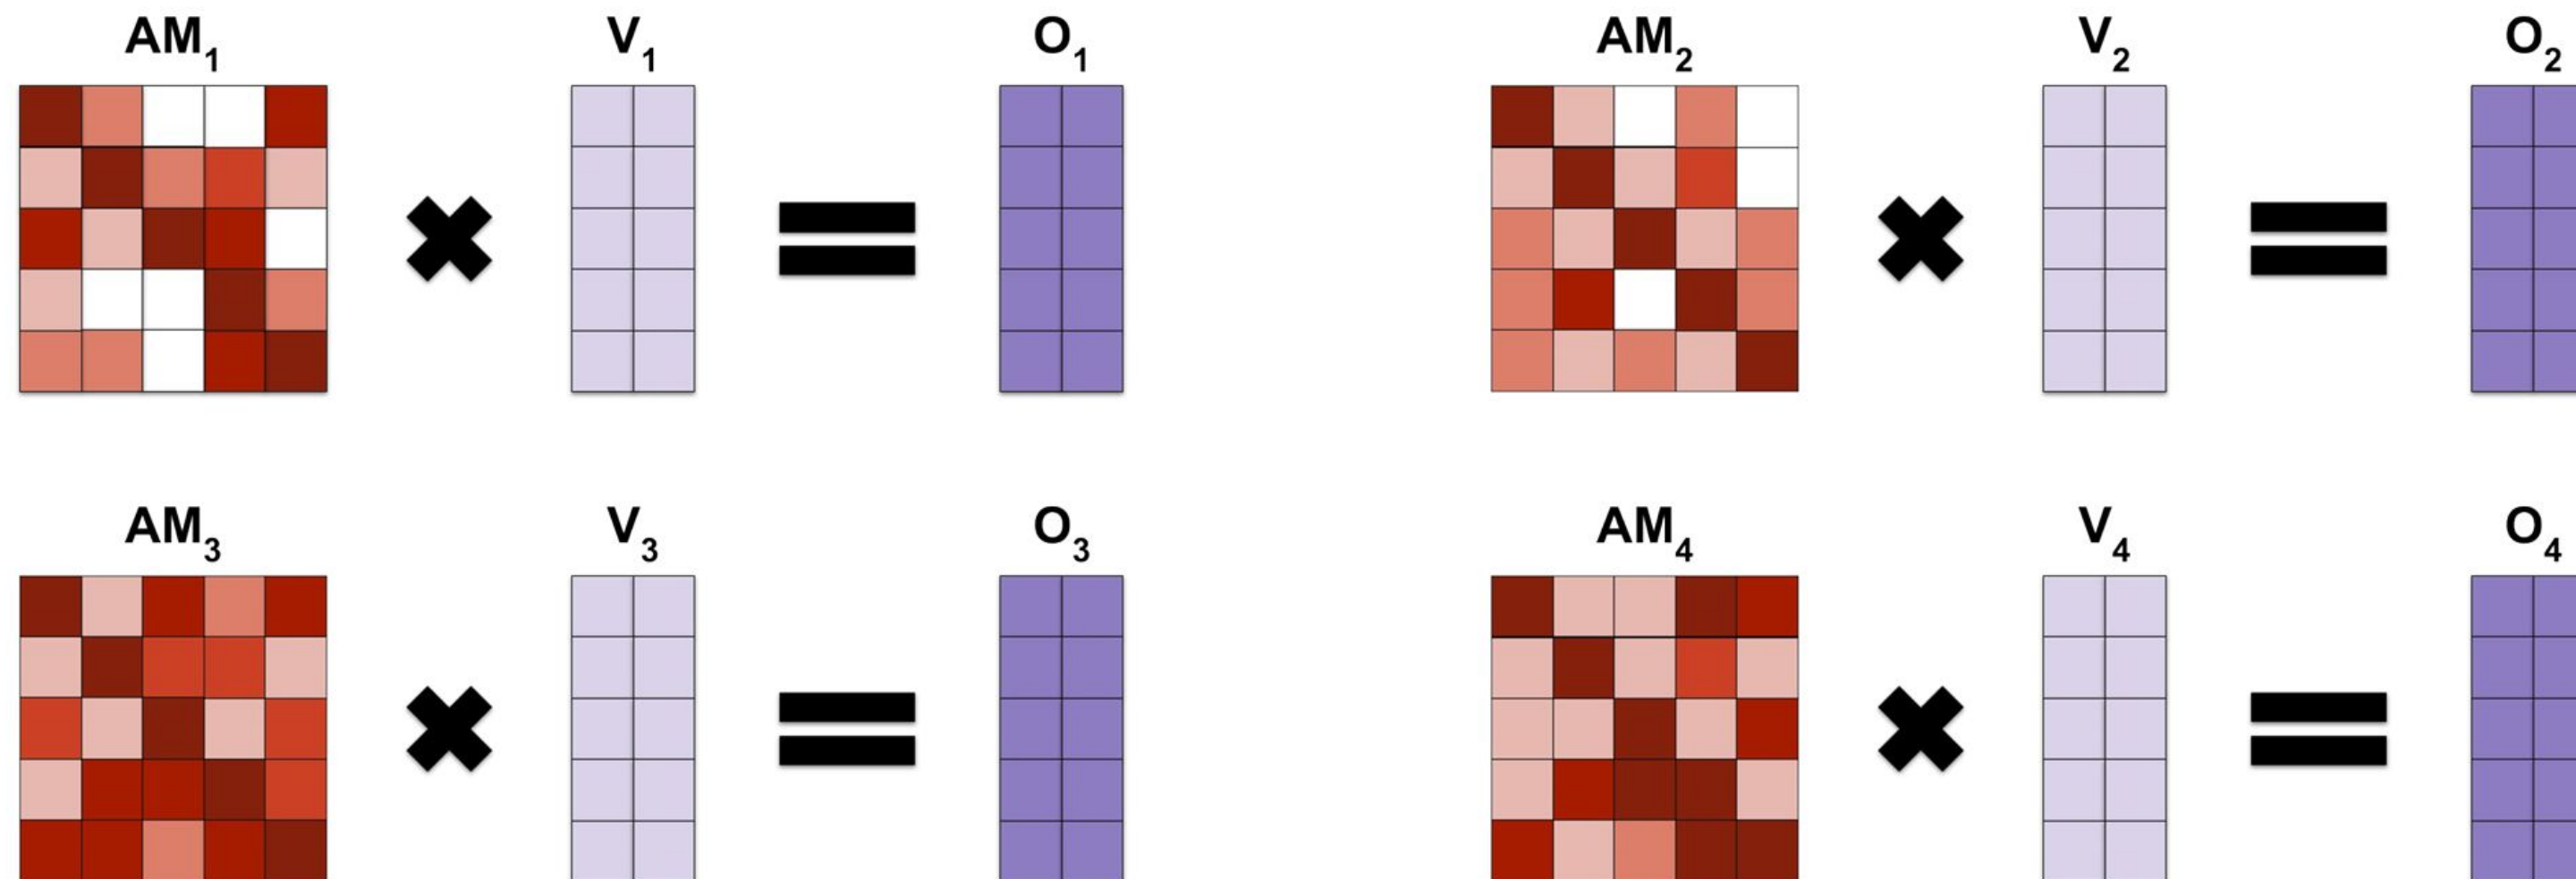 AM₁ V₁ O₁ AM₂ V₂ O₂
AM₃ V₃ O₃ AM₄ V₄ O₄